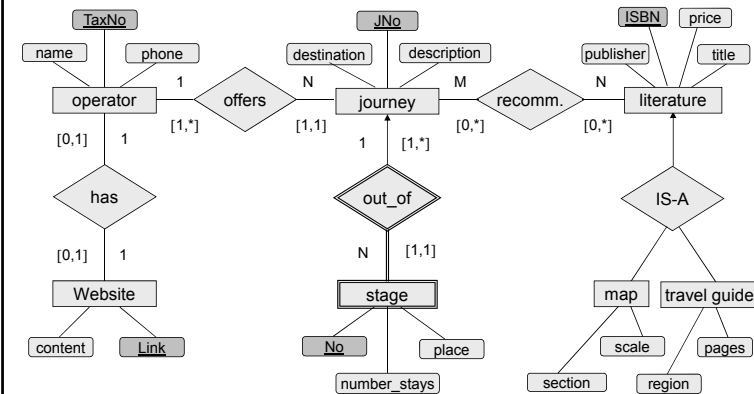 TaxNo
JNo
ISBN
price
name
phone
destination
description
publisher
title
operator
1
offers
N
journey
M
recomm.
N
literature
[1,*]
[1,1]
[0,*]
[0,*]
[0,1]
1
1
[1,*]
has
out_of
IS-A
[0,1]
1
N
[1,1]
Website
stage
map
travel guide
content
Link
No
place
scale
pages
number_stays
section
region